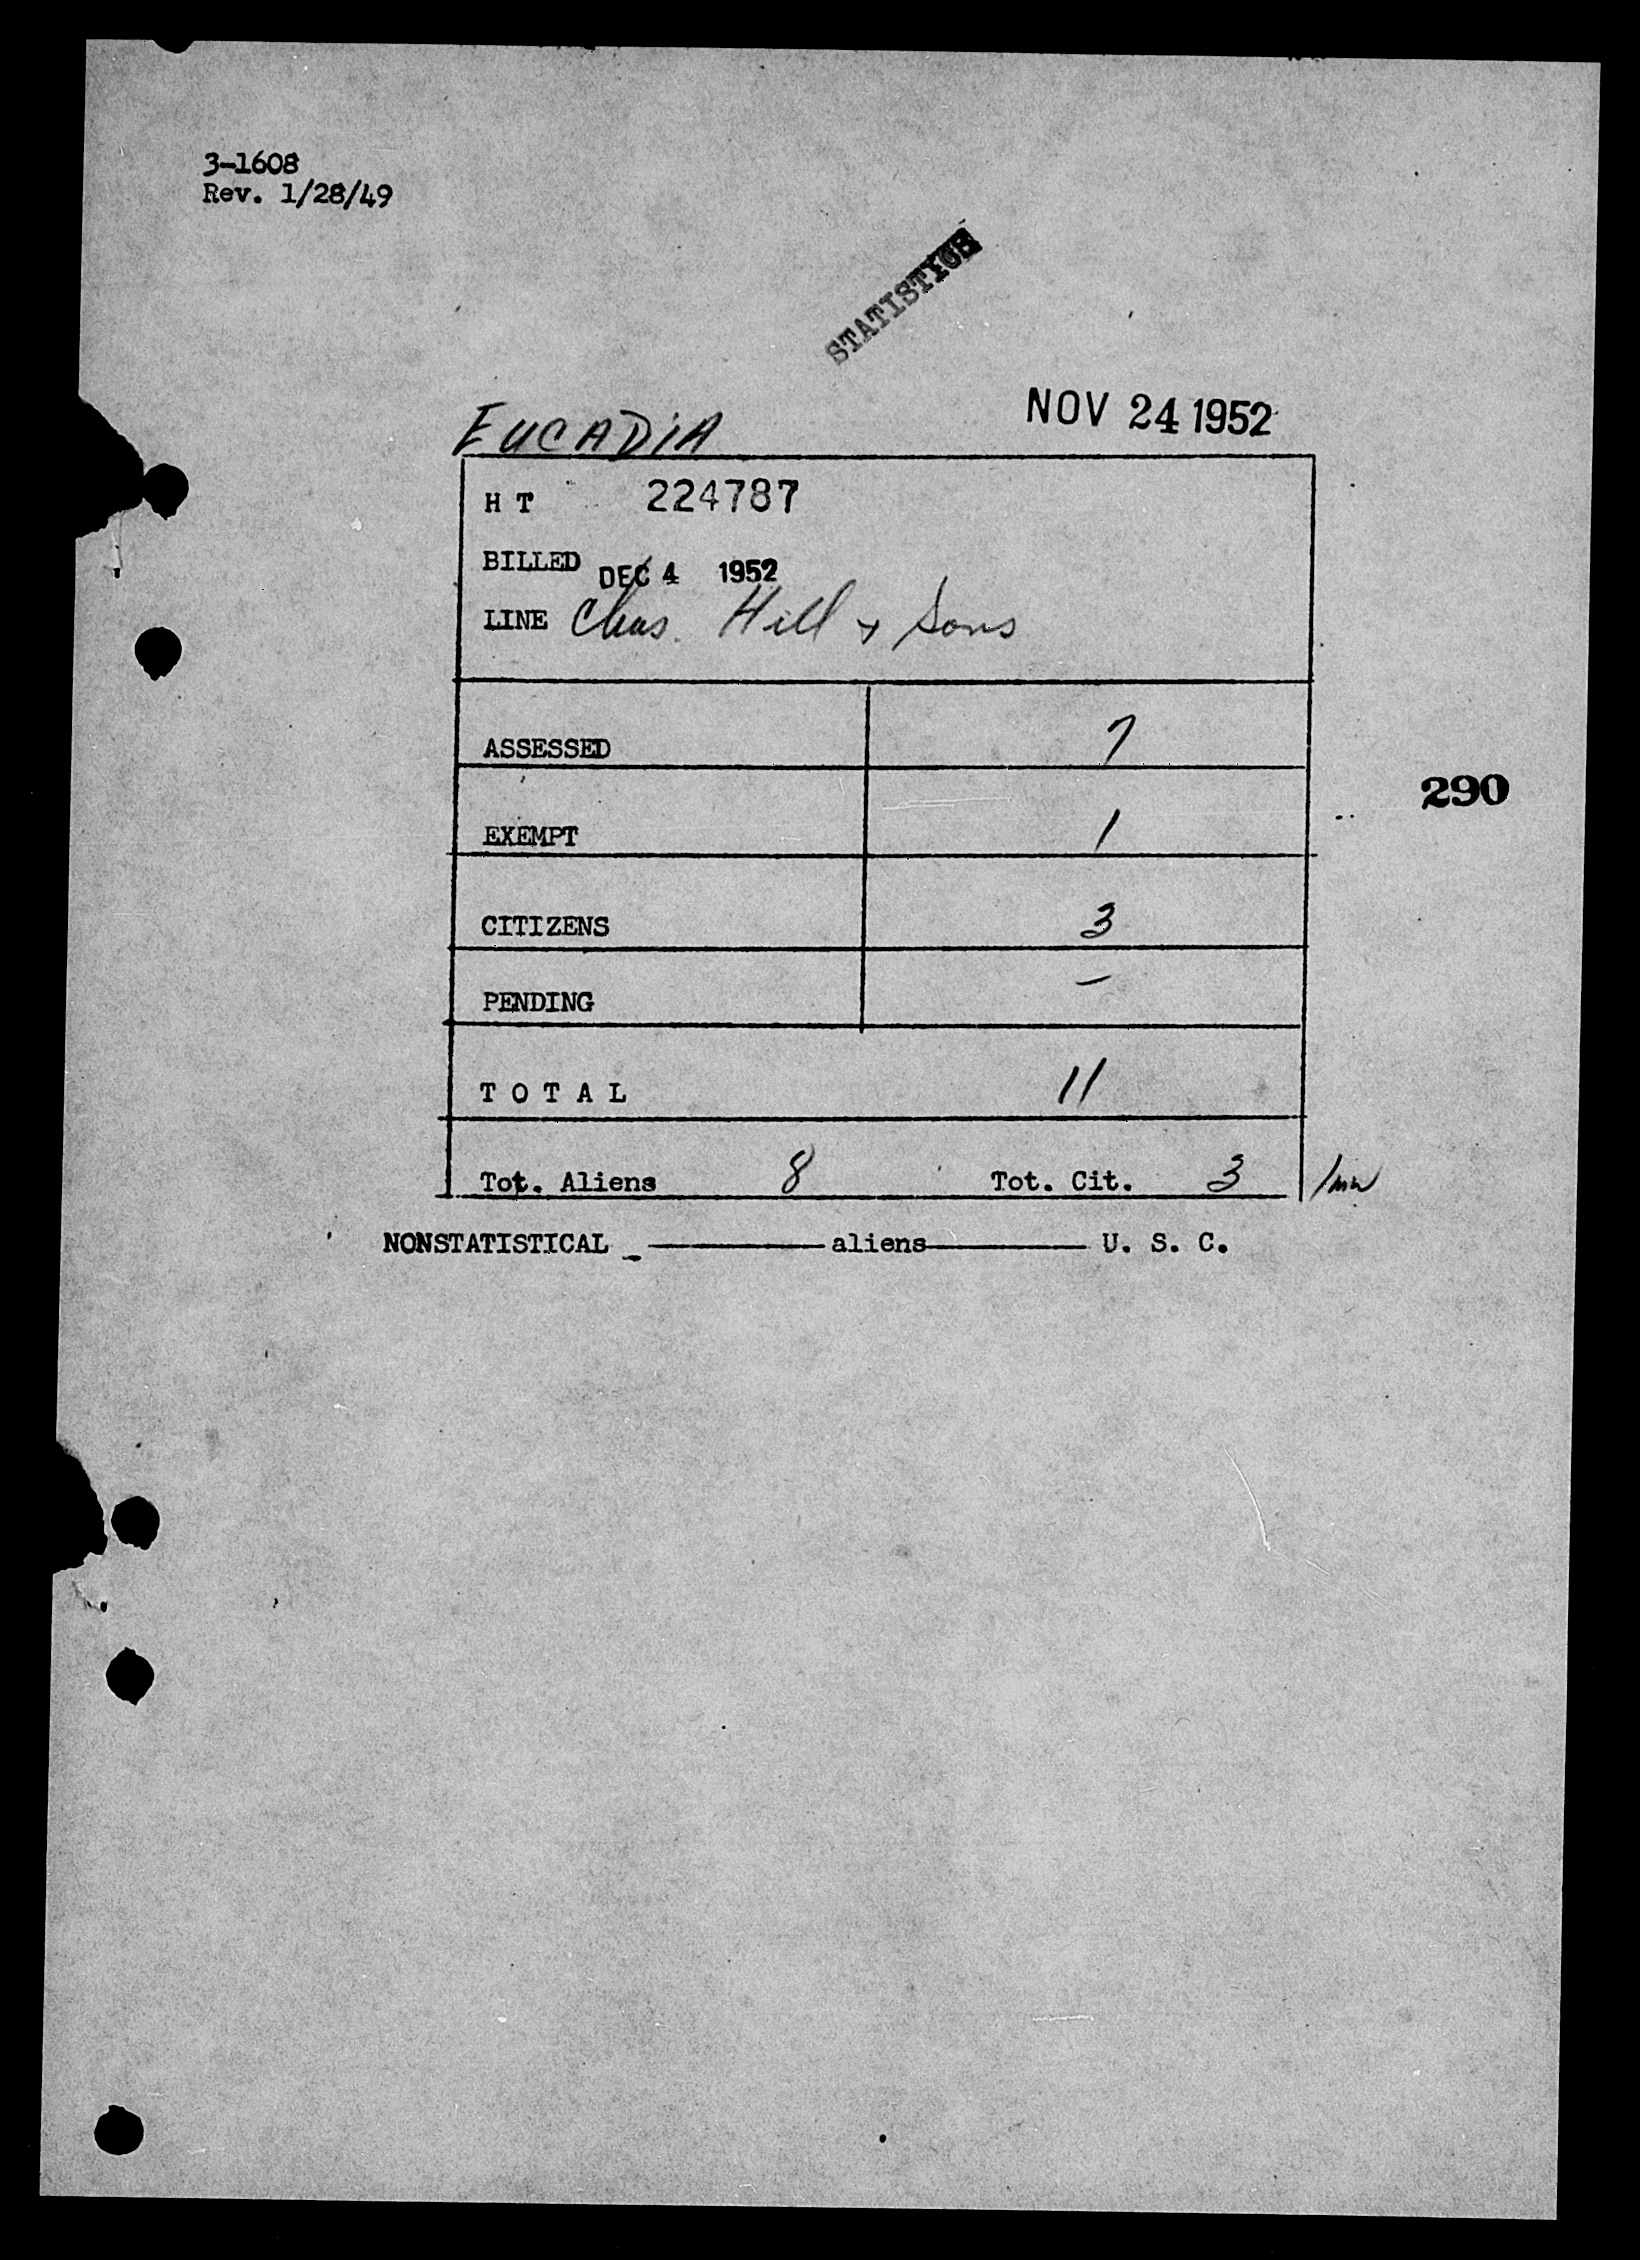 3-1608
Rev. 1/28/49
STATISTICS
EUCADIA
NOV 24 1952
H T 224787
BILLED DEC 4 1952
LINE Chas. Hill & Sons
ASSESSED 7
290
EXEMPT 1
CITIZENS 3
PENDING –
T O T A L 11
Tot. Aliens 8 Tot. Cit. 3
NONSTATISTICAL _ ———— aliens ———— U. S. C.